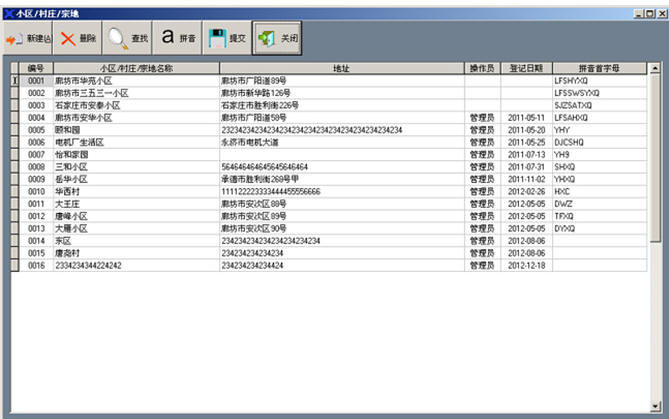 小区/村庄/宗地
新建(A) 删除 查找 a 拼音 提交 关闭
编号 小区/村庄/宗地名称 地址 操作员 登记日期 拼音首字母
0001 廊坊市华苑小区 廊坊市广阳道89号 LFSHYXQ
0002 廊坊市三五三一小区 廊坊市新华路126号 LFSSWSYXQ
0003 石家庄市安泰小区 石家庄市胜利街226号 SJZSATXQ
0004 廊坊市安华小区 廊坊市广阳道58号 管理员 2011-05-11 LFSAHXQ
0005 颐和园 管理员 2011-05-20 YHY
0006 电机厂生活区 永济市电机大道 管理员 2011-05-25 DJCSHQ
0007 怡和家园 管理员 2011-07-13 YH9
0008 三和小区 管理员 2011-07-31 SHXQ
0009 岳华小区 承德市胜利街268号甲 管理员 2011-11-02 YHXQ
0010 华西村 111122223333444455556666 管理员 2012-02-26 HXC
0011 大王庄 廊坊市安次区88号 管理员 2012-05-05 DWZ
0012 唐峰小区 廊坊市安次区89号 管理员 2012-05-05 TFXQ
0013 大雁小区 廊坊市安次区90号 管理员 2012-05-05 DYXQ
0014 东区 管理员 2012-08-06
0015 唐尧村 234234234234234 管理员 2012-08-06
0016 2334234344224242 234234234234424 管理员 2012-12-18